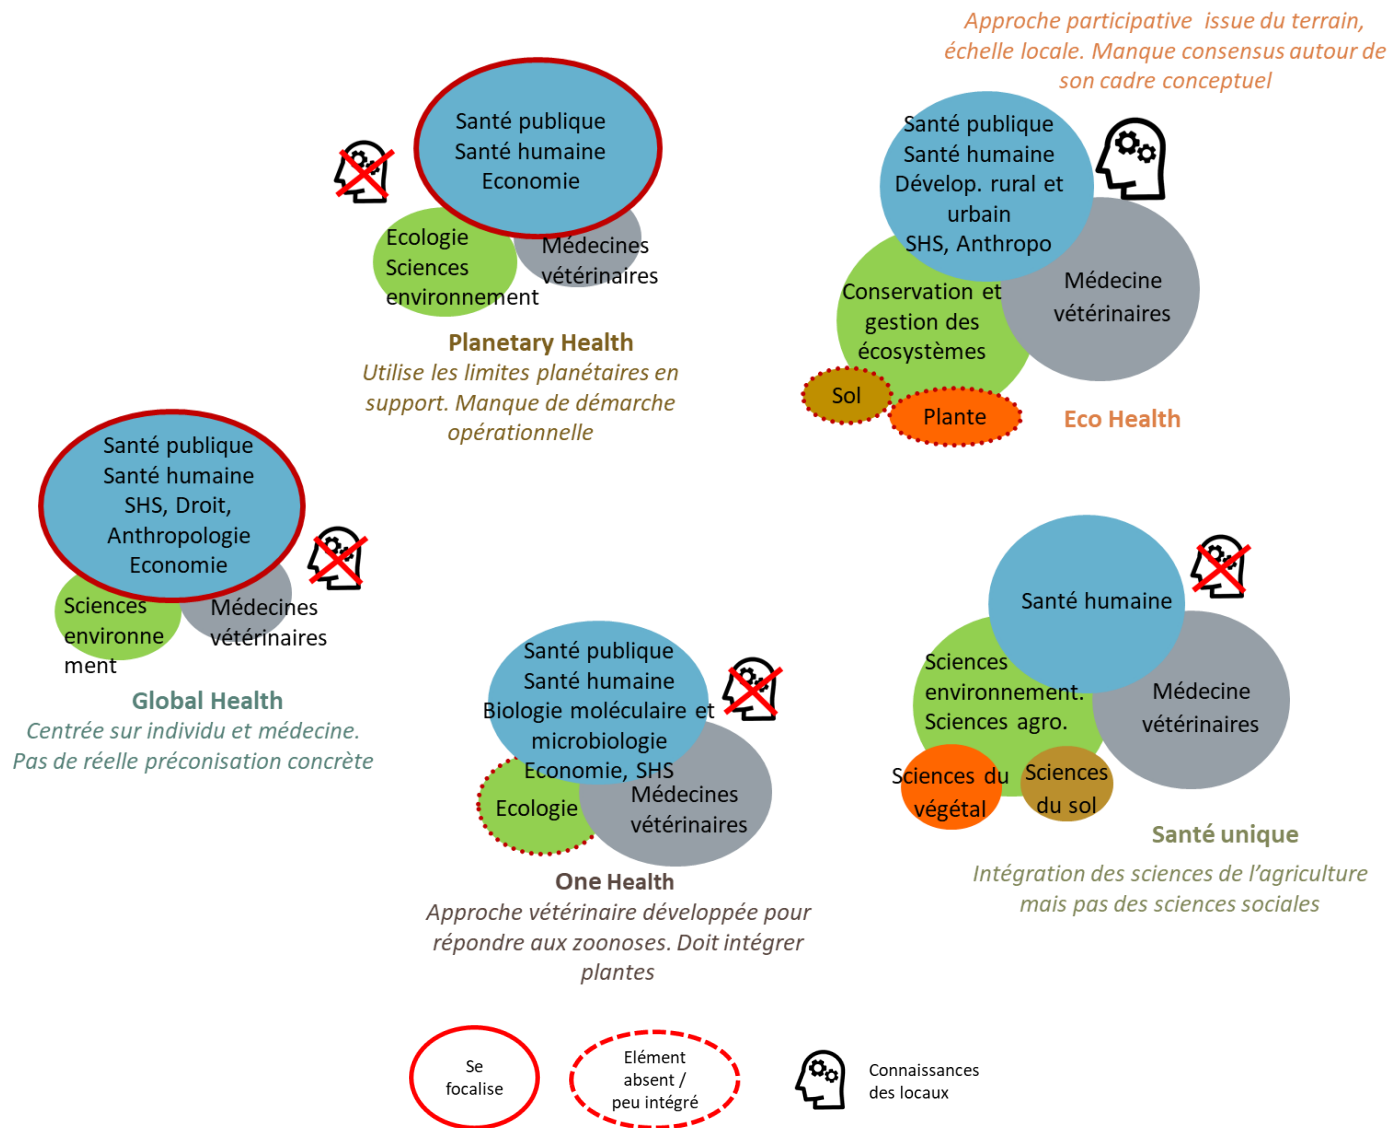 Approche participative issue du terrain,
échelle locale. Manque consensus autour de
son cadre conceptuel
Santé publique
Santé humaine
Economie
Ecologie
Sciences
environnement
Médecines
vétérinaires
Planetary Health
Utilise les limites planétaires en
support. Manque de démarche
opérationnelle
Santé publique
Santé humaine
Dévelop. rural et
urbain
SHS, Anthropo
Conservation et
gestion des
écosystèmes
Médecine
vétérinaires
Sol
Plante
Eco Health
Santé publique
Santé humaine
SHS, Droit,
Anthropologie
Economie
Sciences
environne
ment
Médecines
vétérinaires
Global Health
Centrée sur individu et médecine.
Pas de réelle préconisation concrète
Santé publique
Santé humaine
Biologie moléculaire et
microbiologie
Economie, SHS
Ecologie
Médecines
vétérinaires
One Health
Approche vétérinaire développée pour
répondre aux zoonoses. Doit intégrer
plantes
Santé humaine
Sciences
environnement.
Sciences agro.
Médecine
vétérinaires
Sciences du
végétal
Sciences
du sol
Santé unique
Intégration des sciences de l’agriculture
mais pas des sciences sociales
Se
focalise
Elément
absent /
peu intégré
Connaissances
des locaux